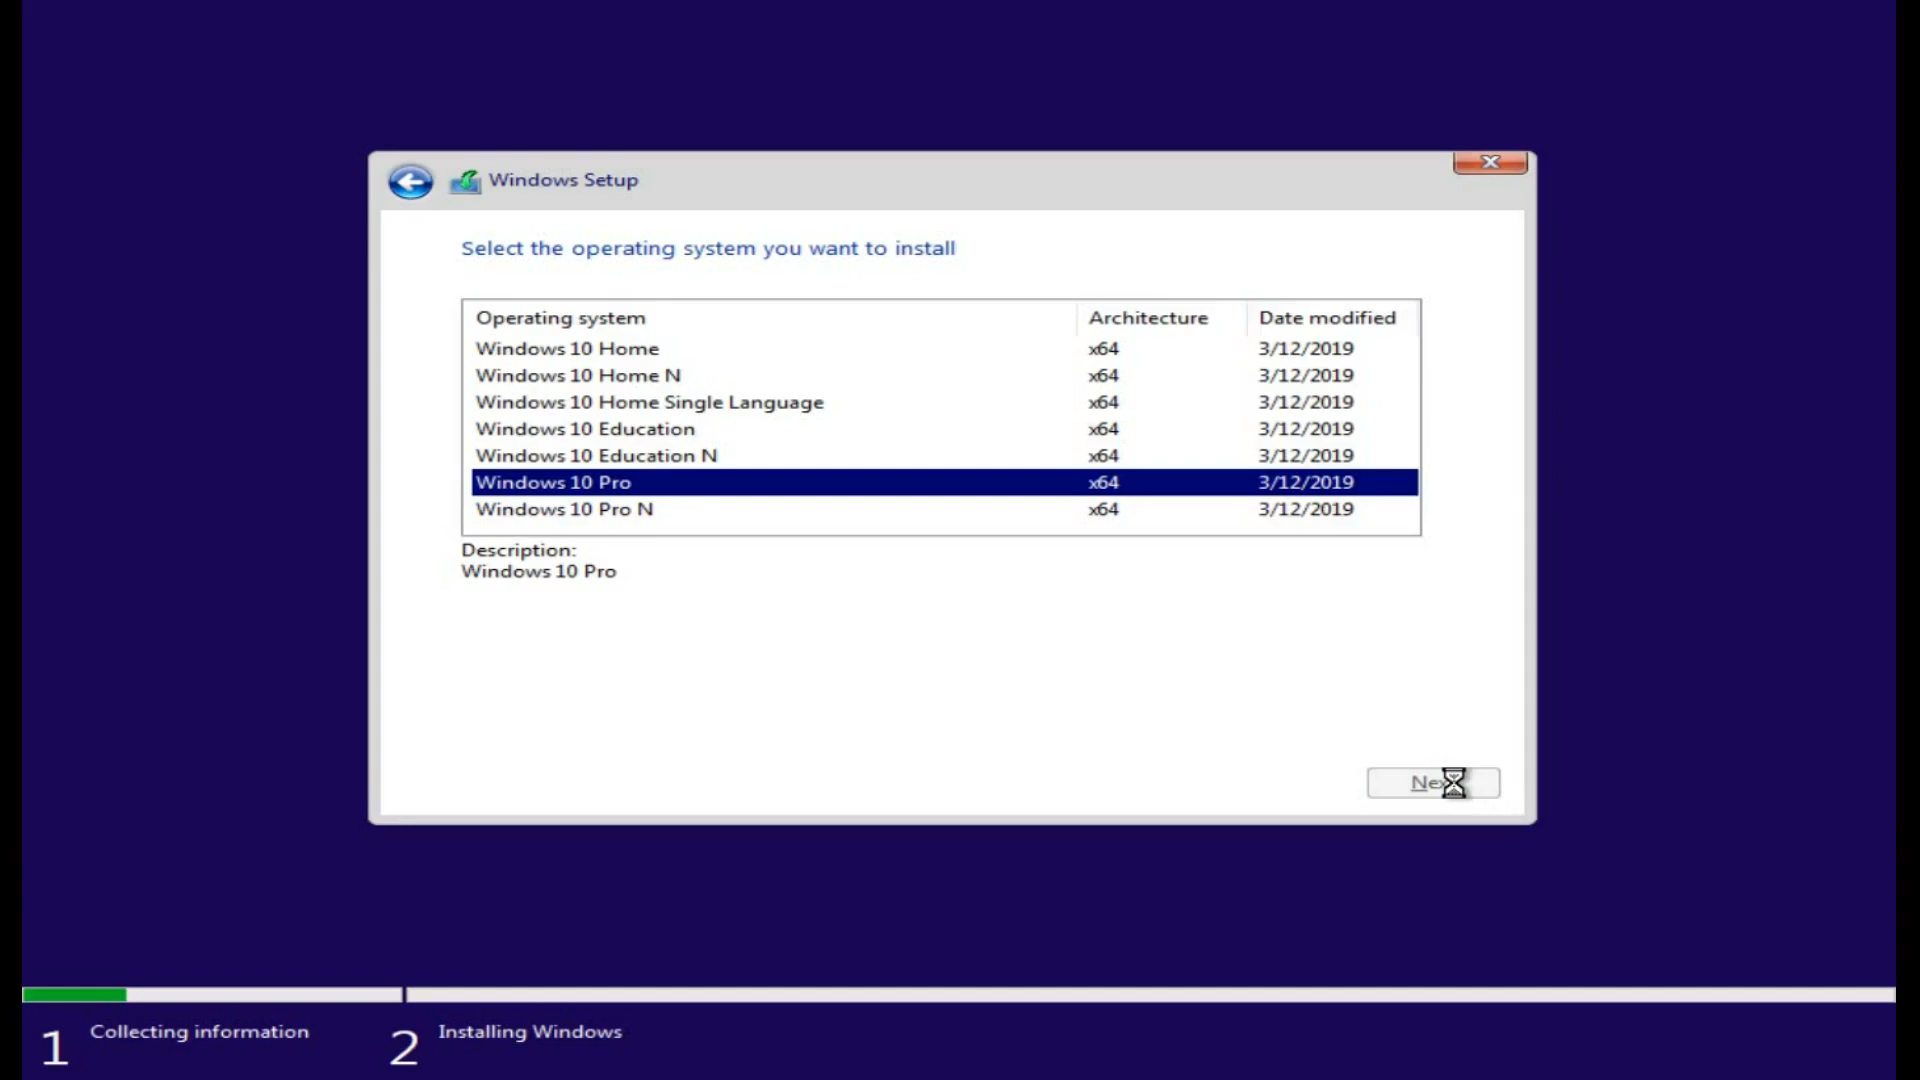 Windows Setup
Select the operating system you want to install
Operating system Architecture Date modified
Windows 10 Home x64 3/12/2019
Windows 10 Home N x64 3/12/2019
Windows 10 Home Single Language x64 3/12/2019
Windows 10 Education x64 3/12/2019
Windows 10 Education N x64 3/12/2019
Windows 10 Pro x64 3/12/2019
Windows 10 Pro N x64 3/12/2019
Description:
Windows 10 Pro
1 Collecting information 2 Installing Windows